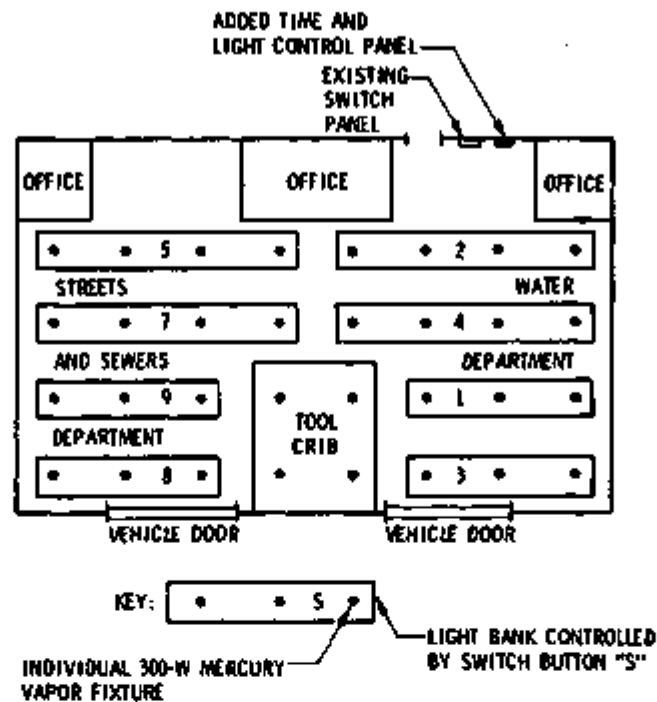 ADDED TIME AND
LIGHT CONTROL PANEL
EXISTING
SWITCH
PANEL
OFFICE
OFFICE
OFFICE
5
2
STREETS
WATER
7
4
AND SEWERS
DEPARTMENT
9
TOOL
CRIB
1
DEPARTMENT
8
3
VEHICLE DOOR
VEHICLE DOOR
KEY:
S
LIGHT BANK CONTROLLED
BY SWITCH BUTTON "S"
INDIVIDUAL 300-W MERCURY
VAPOR FIXTURE